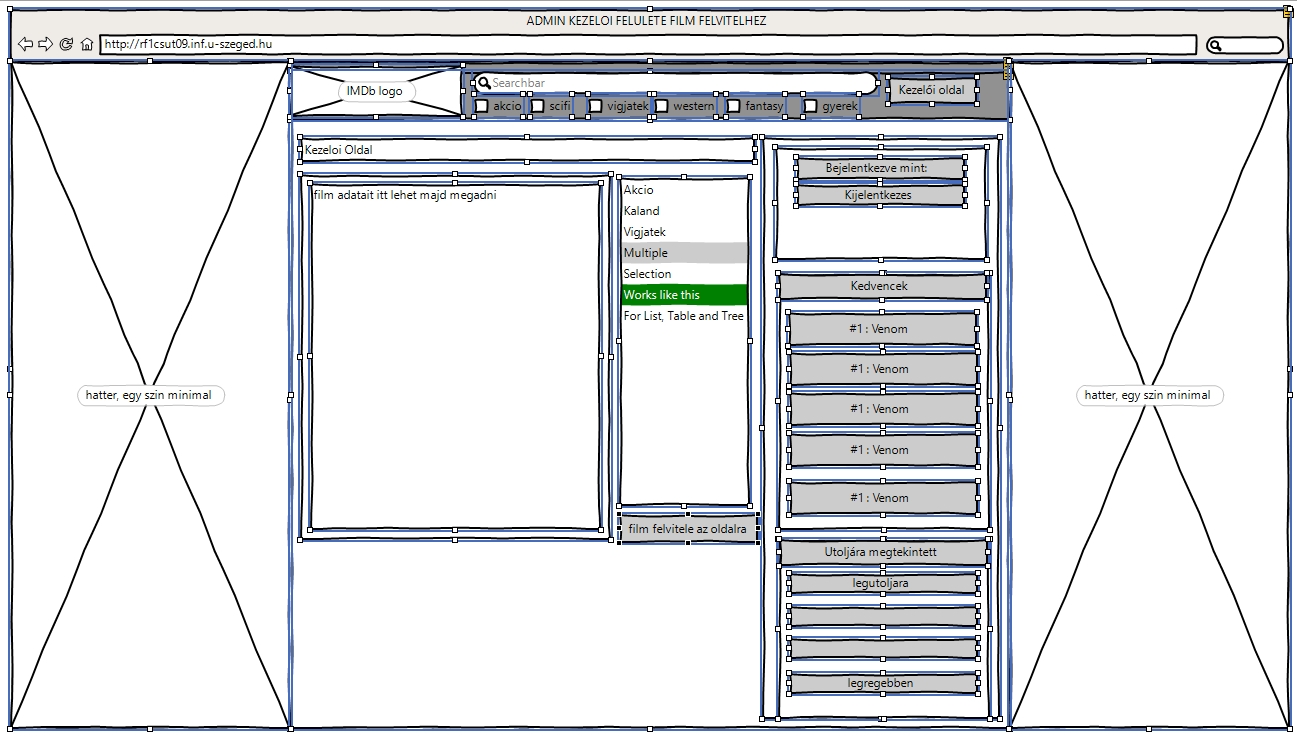 ADMIN KEZELOI FELULETE FILM FELVITELHEZ
http://rf1csut09.inf.u-szeged.hu
IMDb logo
Searchbar
Kezelői oldal
akcio scifi vigjatek western fantasy gyerek
Kezeloi Oldal
film adatait itt lehet majd megadni
Akcio
Kaland
Vigjatek
Multiple
Selection
Works like this
For List, Table and Tree
film felvitele az oldalra
Bejelentkezve mint:
Kijelentkezes
Kedvencek
#1 : Venom
#1 : Venom
#1 : Venom
#1 : Venom
#1 : Venom
Utoljára megtekintett
legutoljara
legregebben
hatter, egy szin minimal
hatter, egy szin minimal